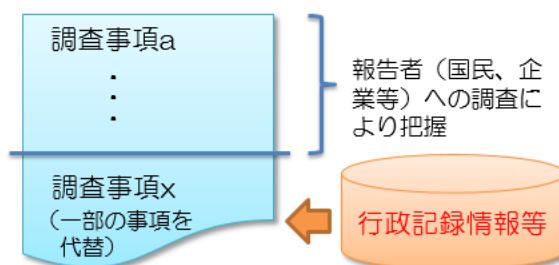 調査事項a
・
・
・
報告者（国民、企
業等）への調査に
より把握
調査事項x
（一部の事項を
代替）
行政記録情報等